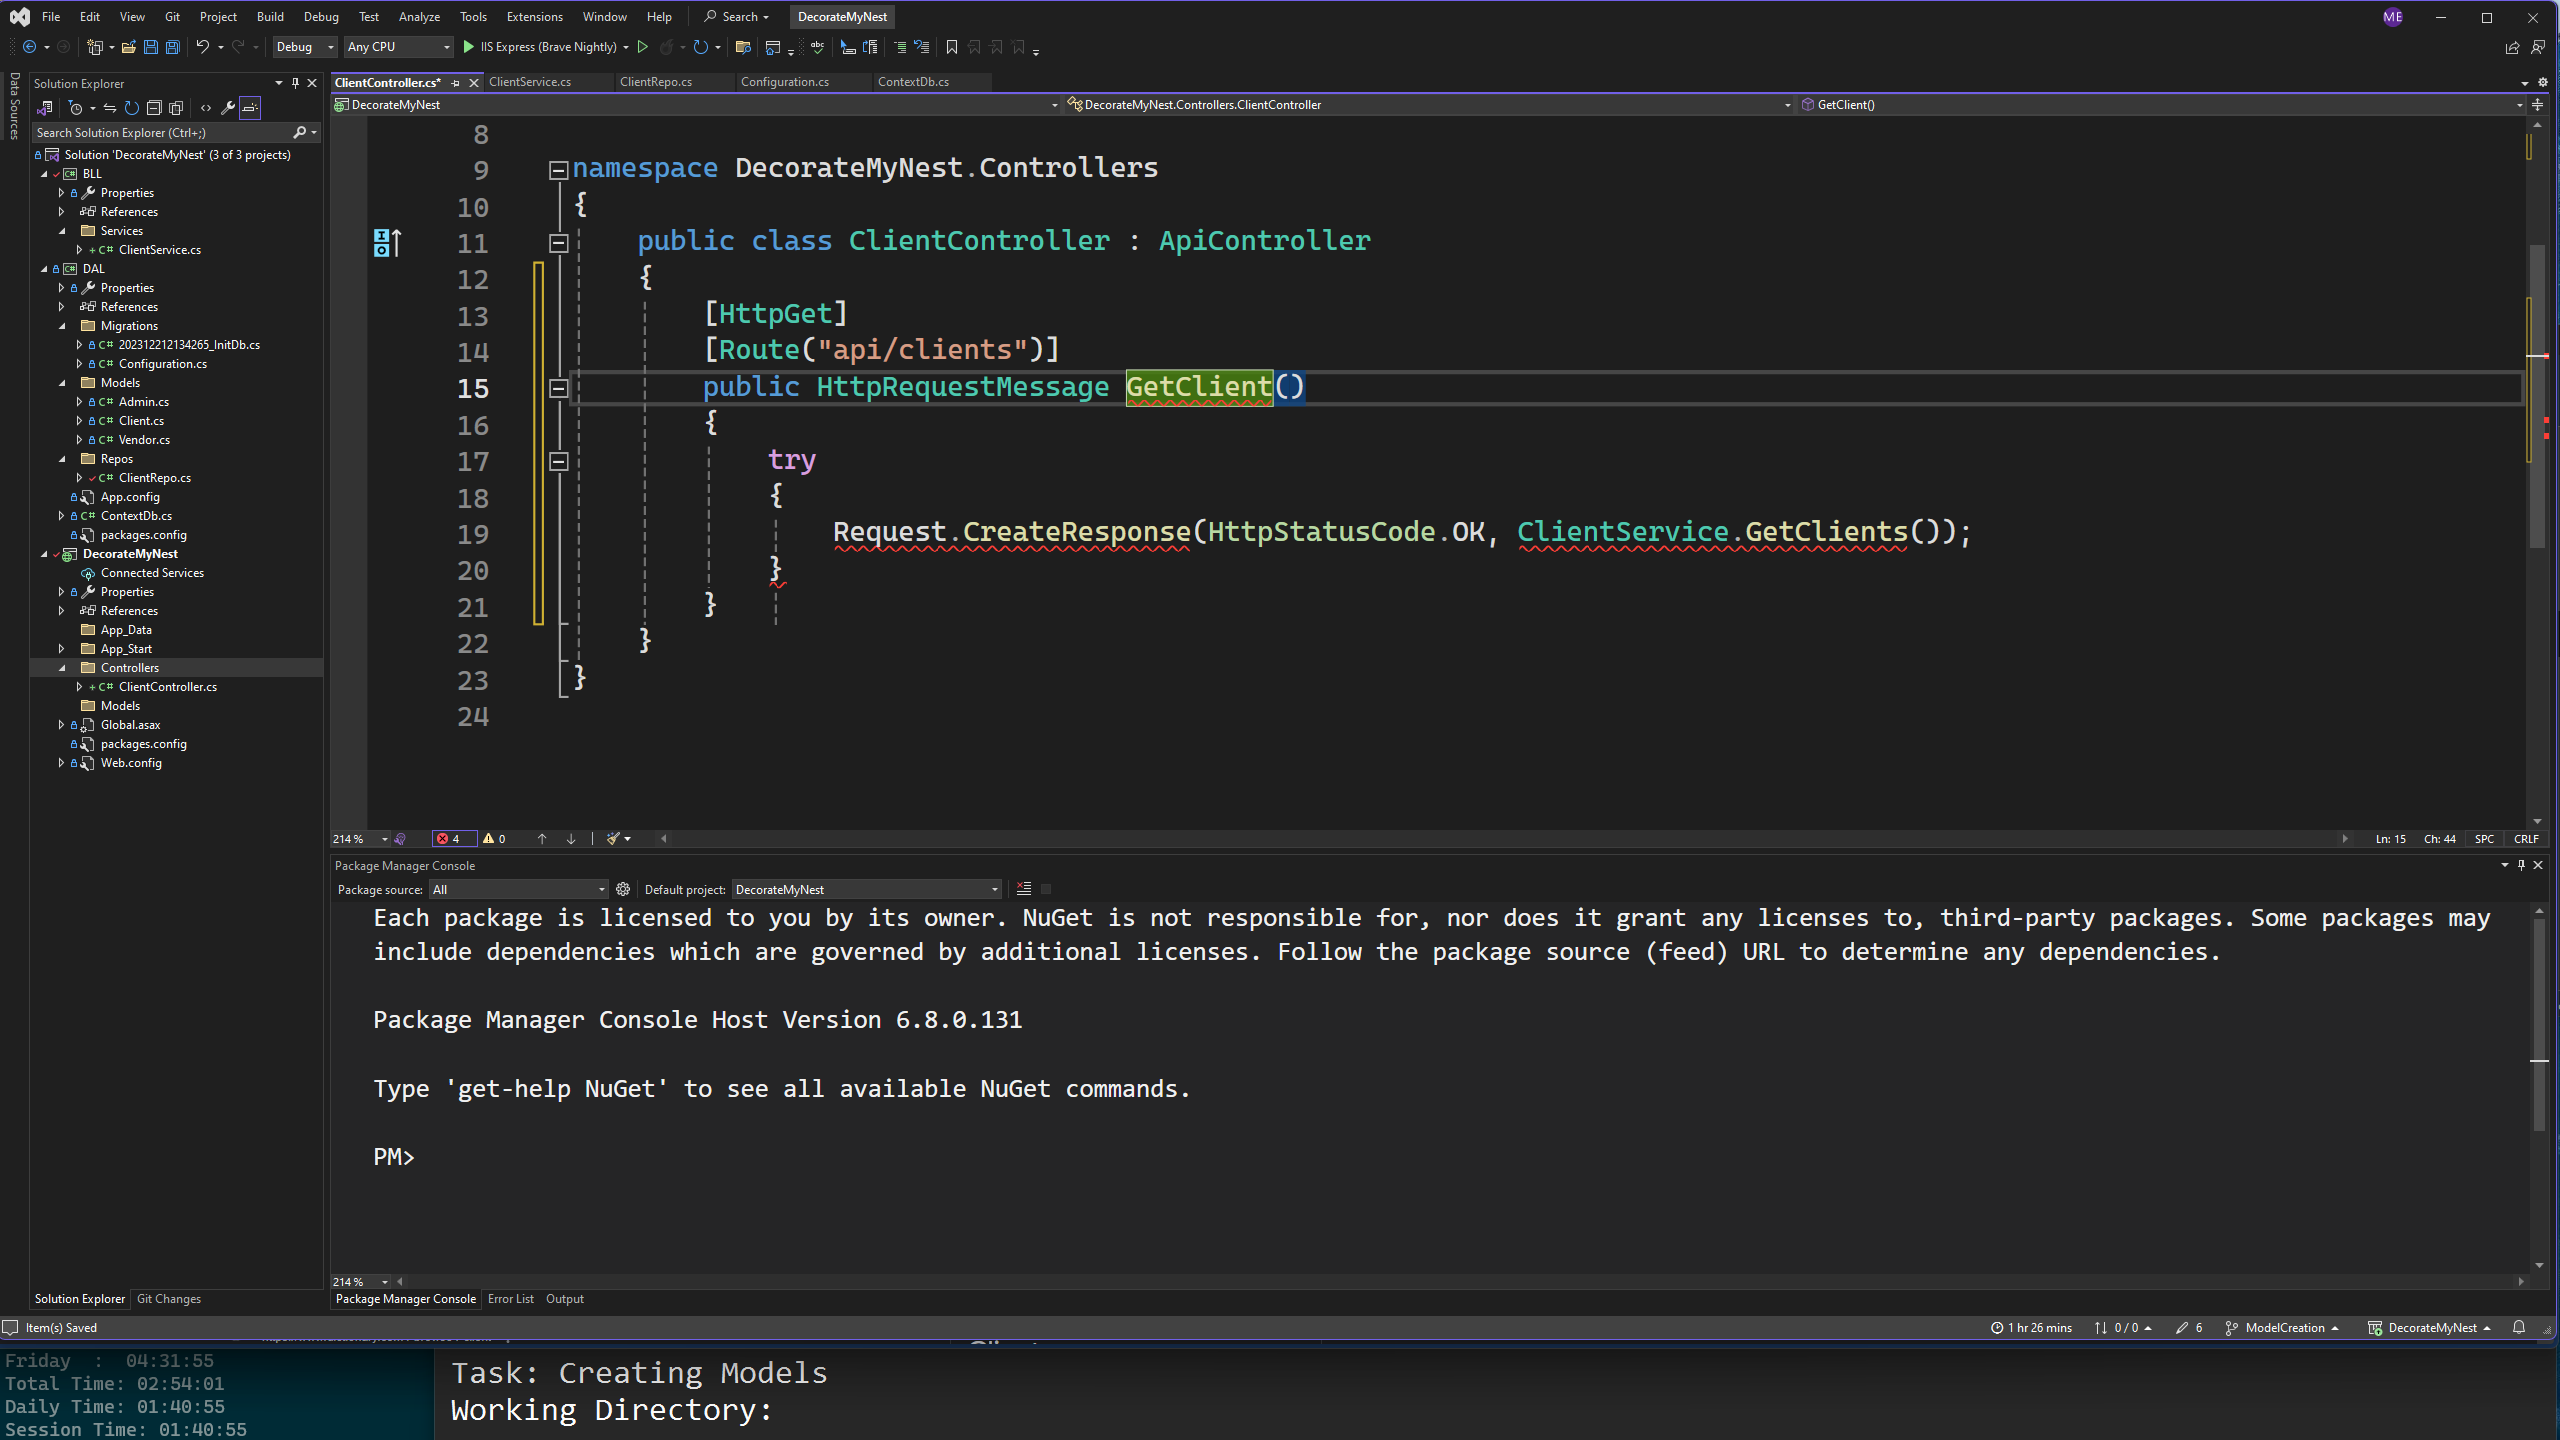 File Edit View Git Project Build Debug Test Analyze Tools Extensions Window Help Search DecorateMyNest ME
Debug Any CPU IIS Express (Brave Nightly)
Data Sources
Solution Explorer
Search Solution Explorer (Ctrl+;)
Solution 'DecorateMyNest' (3 of 3 projects)
BLL
Properties
References
Services
C# ClientService.cs
DAL
Properties
References
Migrations
C# 202312212134265_InitDb.cs
C# Configuration.cs
Models
C# Admin.cs
C# Client.cs
C# Vendor.cs
Repos
C# ClientRepo.cs
App.config
C# ContextDb.cs
packages.config
DecorateMyNest
Connected Services
Properties
References
App_Data
App_Start
Controllers
C# ClientController.cs
Models
Global.asax
packages.config
Web.config
Solution Explorer Git Changes
ClientController.cs* ClientService.cs ClientRepo.cs Configuration.cs ContextDb.cs
DecorateMyNest DecorateMyNest.Controllers.ClientController GetClient()
8
9 namespace DecorateMyNest.Controllers
10 {
11 public class ClientController : ApiController
12 {
13 [HttpGet]
14 [Route("api/clients")]
15 public HttpRequestMessage GetClient()
16 {
17 try
18 {
19 Request.CreateResponse(HttpStatusCode.OK, ClientService.GetClients());
20 }
21 }
22 }
23 }
24
214 % 4 0 Ln: 15 Ch: 44 SPC CRLF
Package Manager Console
Package source: All Default project: DecorateMyNest
Each package is licensed to you by its owner. NuGet is not responsible for, nor does it grant any licenses to, third-party packages. Some packages may
include dependencies which are governed by additional licenses. Follow the package source (feed) URL to determine any dependencies.
Package Manager Console Host Version 6.8.0.131
Type 'get-help NuGet' to see all available NuGet commands.
PM>
214 %
Package Manager Console Error List Output
Item(s) Saved 1 hr 26 mins 0 / 0 6 ModelCreation DecorateMyNest
Friday : 04:31:55
Total Time: 02:54:01
Daily Time: 01:40:55
Session Time: 01:40:55
Task: Creating Models
Working Directory: